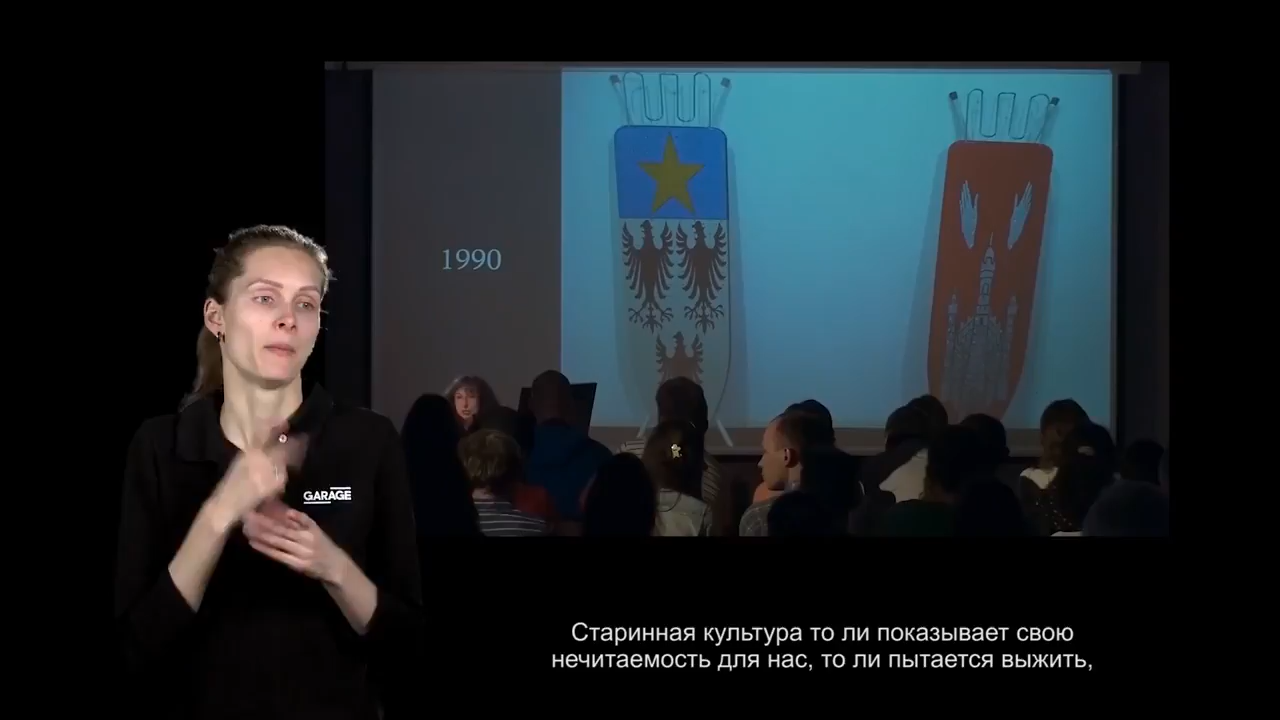 1990
GARAGE
Старинная культура то ли показывает свою
нечитаемость для нас, то ли пытается выжить,